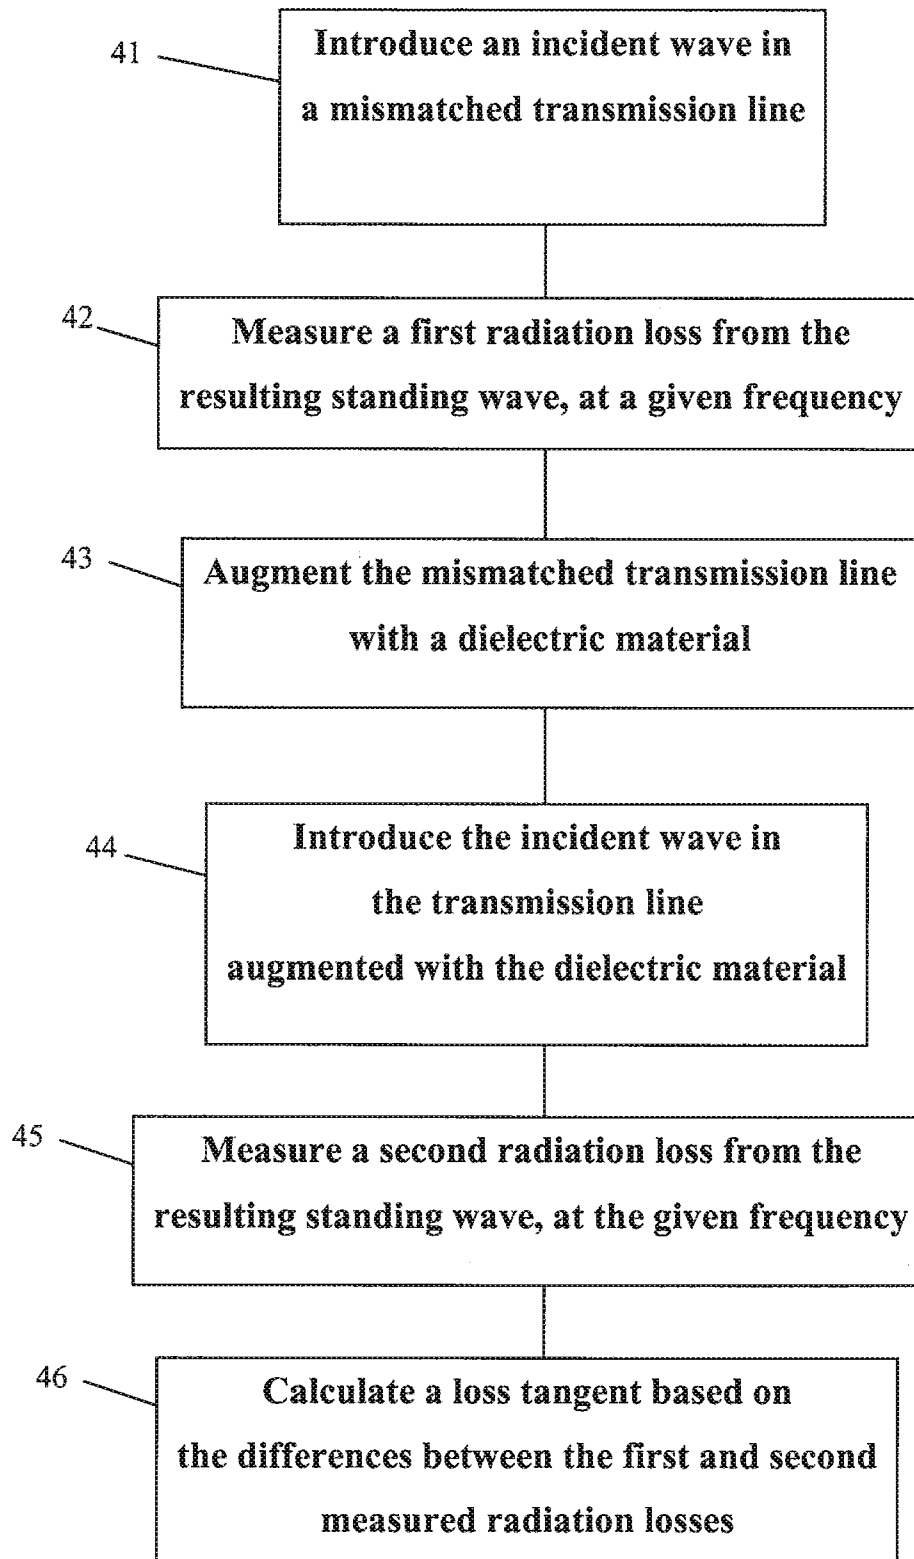 41
Introduce an incident wave in
a mismatched transmission line
42
Measure a first radiation loss from the
resulting standing wave, at a given frequency
43
Augment the mismatched transmission line
with a dielectric material
44
Introduce the incident wave in
the transmission line
augmented with the dielectric material
45
Measure a second radiation loss from the
resulting standing wave, at the given frequency
46
Calculate a loss tangent based on
the differences between the first and second
measured radiation losses